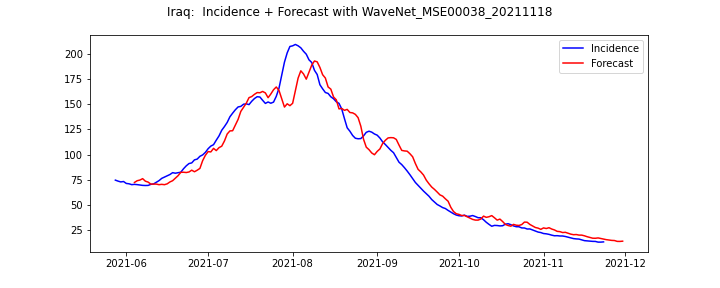 Iraq:  Incidence + Forecast with WaveNet_MSE00038_20211118
Incidence
Forecast
200
175
150
125
100
75
50
25
2021-06 2021-07 2021-08 2021-09 2021-10 2021-11 2021-12